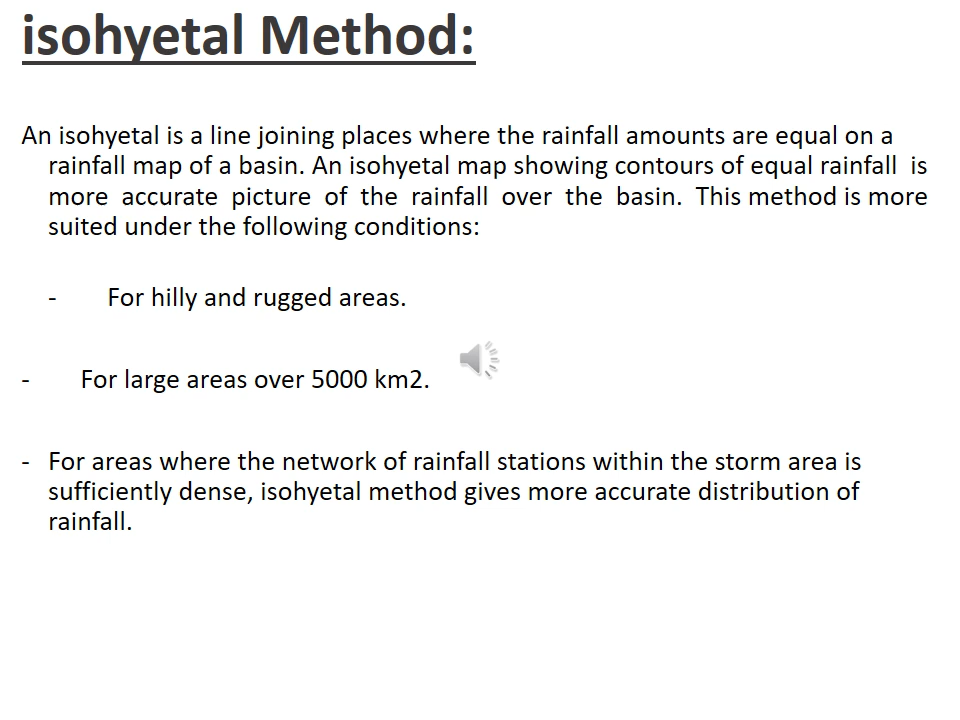 isohyetal Method:
An isohyetal is a line joining places where the rainfall amounts are equal on a
rainfall map of a basin. An isohyetal map showing contours of equal rainfall is
more accurate picture of the rainfall over the basin. This method is more
suited under the following conditions:
- For hilly and rugged areas.
- For large areas over 5000 km2.
- For areas where the network of rainfall stations within the storm area is
sufficiently dense, isohyetal method gives more accurate distribution of
rainfall.